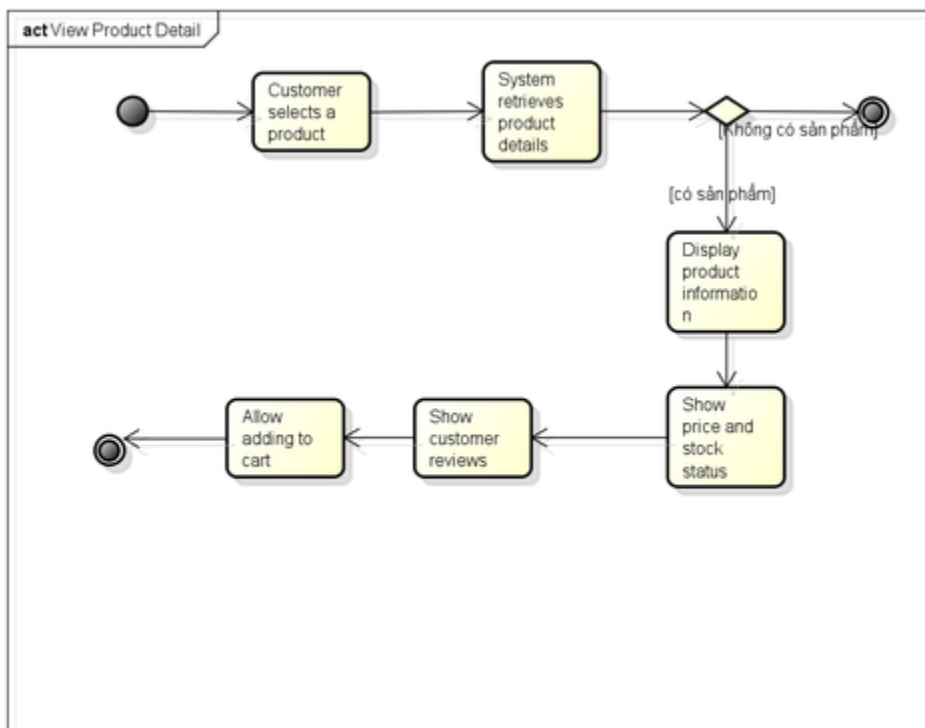 act View Product Detail
Customer
selects a
product
System
retrieves
product
details
[Không có sản phẩm]
[có sản phẩm]
Display
product
informatio
n
Show
price and
stock
status
Show
customer
reviews
Allow
adding to
cart